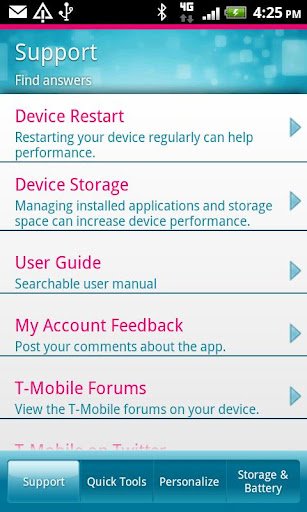 4G 4:25 PM
Support
Find answers
Device Restart
Restarting your device regularly can help
performance.
Device Storage
Managing installed applications and storage
space can increase device performance.
User Guide
Searchable user manual
My Account Feedback
Post your comments about the app.
T-Mobile Forums
View the T-Mobile forums on your device.
T-Mobile on Twitter
Support
Quick Tools
Personalize
Storage &
Battery